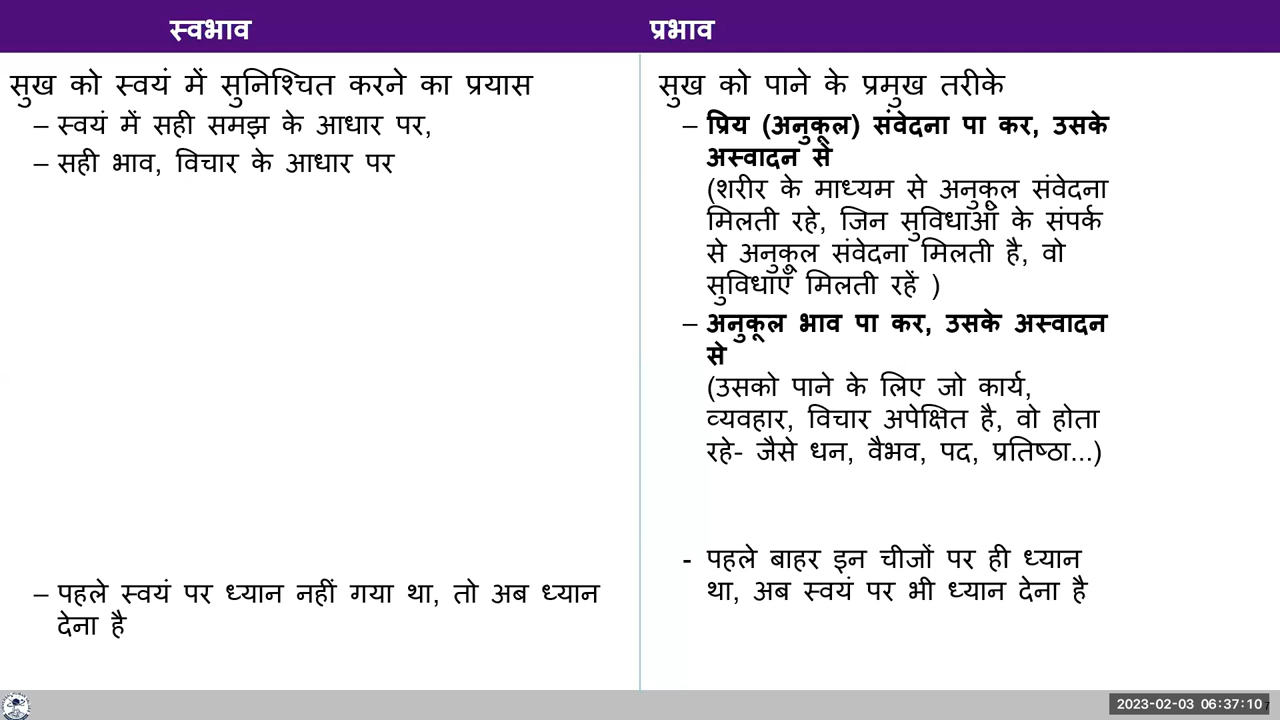 स्वभाव
प्रभाव
सुख को स्वयं में सुनिश्चित करने का प्रयास
– स्वयं में सही समझ के आधार पर,
– सही भाव, विचार के आधार पर
– पहले स्वयं पर ध्यान नहीं गया था, तो अब ध्यान
देना है
सुख को पाने के प्रमुख तरीके
– प्रिय (अनुकूल) संवेदना पा कर, उसके
अस्वादन से
(शरीर के माध्यम से अनुकूल संवेदना
मिलती रहे, जिन सुविधाओं के संपर्क
से अनुकूल संवेदना मिलती है, वो
सुविधाएँ मिलती रहें )
– अनुकूल भाव पा कर, उसके अस्वादन
से
(उसको पाने के लिए जो कार्य,
व्यवहार, विचार अपेक्षित है, वो होता
रहे- जैसे धन, वैभव, पद, प्रतिष्ठा...)
- पहले बाहर इन चीजों पर ही ध्यान
था, अब स्वयं पर भी ध्यान देना है
2023-02-03 06:37:10
7